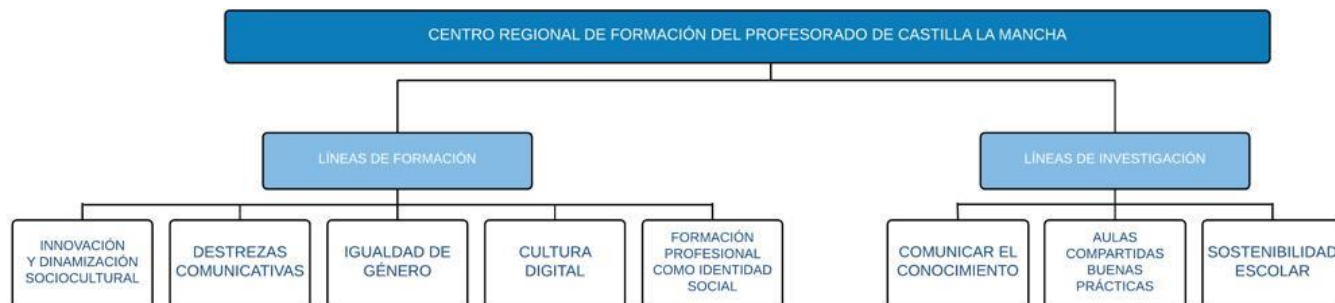 CENTRO REGIONAL DE FORMACIÓN DEL PROFESORADO DE CASTILLA LA MANCHA
LÍNEAS DE FORMACIÓN
LÍNEAS DE INVESTIGACIÓN
INNOVACIÓN
Y DINAMIZACIÓN
SOCIOCULTURAL
DESTREZAS
COMUNICATIVAS
IGUALDAD DE
GÉNERO
CULTURA
DIGITAL
FORMACIÓN
PROFESIONAL
COMO IDENTIDAD
SOCIAL
COMUNICAR EL
CONOCIMIENTO
AULAS
COMPARTIDAS
BUENAS
PRÁCTICAS
SOSTENIBILIDAD
ESCOLAR